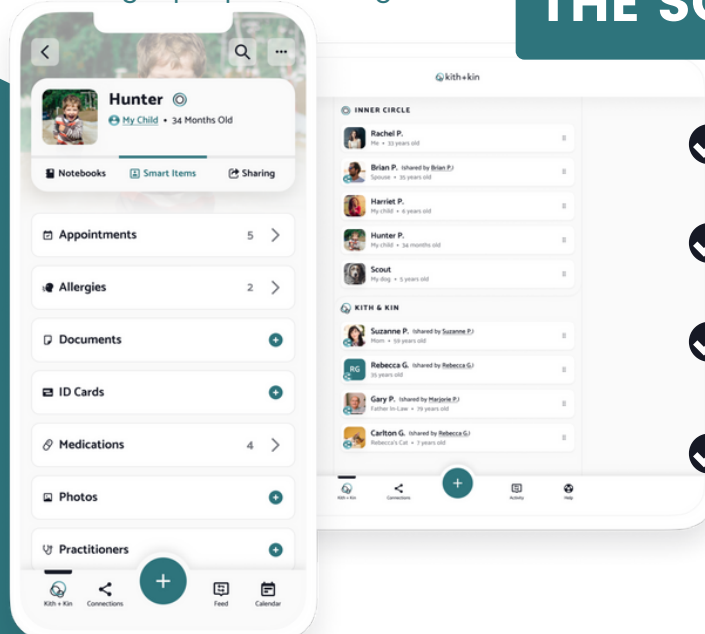 THE SO
Hunter
My Child • 34 Months Old
Notebooks
Smart Items
Sharing
Appointments 5
Allergies 2
Documents
ID Cards
Medications 4
Photos
Practitioners
Kith + Kin
Connections
Feed
Calendar
kith+kin
INNER CIRCLE
Rachel P.
Me • 33 years old
Brian P. (shared by Brian P.)
Spouse • 35 years old
Harriet P.
My child • 6 years old
Hunter P.
My child • 34 months old
Scout
My dog • 5 years old
KITH & KIN
Suzanne P. (shared by Suzanne P.)
Mom • 59 years old
RG
Rebecca G. (shared by Rebecca G.)
35 years old
Gary P. (shared by Marjorie P.)
Father In-Law • 79 years old
Carlton G. (shared by Rebecca G.)
Rebecca's Cat • 7 years old
Kith + Kin
Connections
Activity
Help